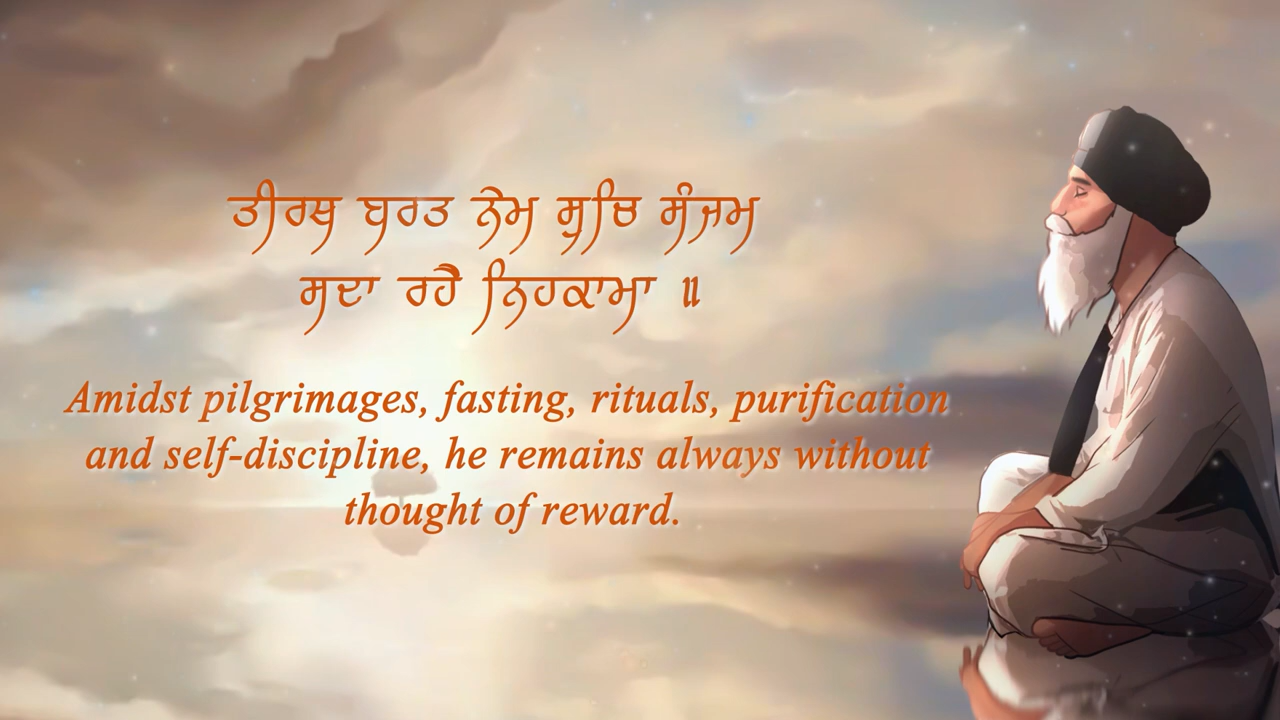 ਤੀਰਥ ਬਰਤ ਨੇਮ ਸੁਚਿ ਸੰਜਮ
ਸਦਾ ਰਹੈ ਨਿਹਕਾਮਾ ॥
Amidst pilgrimages, fasting, rituals, purification
and self-discipline, he remains always without
thought of reward.